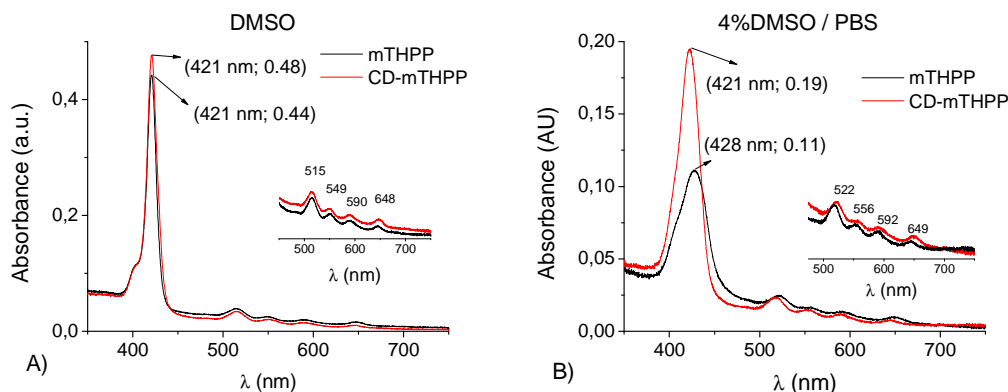 DMSO
mTHPP
CD-mTHPP
(421 nm; 0.48)
(421 nm; 0.44)
0,4
0,2
0,0
Absorbance (a.u.)
515
549
590
648
500 600 700
λ (nm)
400 500 600 700
λ (nm)
A)
4%DMSO / PBS
mTHPP
CD-mTHPP
(421 nm; 0.19)
(428 nm; 0.11)
0,20
0,15
0,10
0,05
0,00
Absorbance (AU)
522
556
592
649
500 600 700
λ (nm)
400 500 600 700
λ (nm)
B)